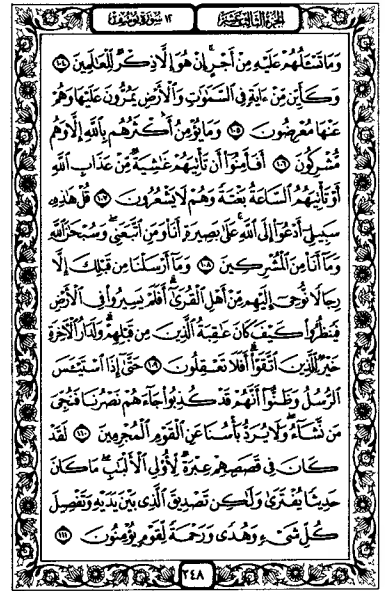 الجزء الثالث عشر ١٢ سورة يوسف
وَمَا تَسْـَٔلُهُمْ عَلَيْهِ مِنْ أَجْرٍ ۚ إِنْ هُوَ إِلَّا ذِكْرٌ لِّلْعَٰلَمِينَ ١٠٤
وَكَأَيِّن مِّنْ ءَايَةٍ فِى ٱلسَّمَٰوَٰتِ وَٱلْأَرْضِ يَمُرُّونَ عَلَيْهَا وَهُمْ
عَنْهَا مُعْرِضُونَ ١٠٥ وَمَا يُؤْمِنُ أَكْثَرُهُم بِٱللَّهِ إِلَّا وَهُم
مُّشْرِكُونَ ١٠٦ أَفَأَمِنُوٓا۟ أَن تَأْتِيَهُمْ غَٰشِيَةٌ مِّنْ عَذَابِ ٱللَّهِ
أَوْ تَأْتِيَهُمُ ٱلسَّاعَةُ بَغْتَةً وَهُمْ لَا يَشْعُرُونَ ١٠٧ قُلْ هَٰذِهِۦ
سَبِيلِىٓ أَدْعُوٓا۟ إِلَى ٱللَّهِ ۚ عَلَىٰ بَصِيرَةٍ أَنَا۠ وَمَنِ ٱتَّبَعَنِى ۖ وَسُبْحَٰنَ ٱللَّهِ
وَمَآ أَنَا۠ مِنَ ٱلْمُشْرِكِينَ ١٠٨ وَمَآ أَرْسَلْنَا مِن قَبْلِكَ إِلَّا
رِجَالًا نُّوحِىٓ إِلَيْهِم مِّنْ أَهْلِ ٱلْقُرَىٰٓ ۗ أَفَلَمْ يَسِيرُوا۟ فِى ٱلْأَرْضِ
فَيَنظُرُوا۟ كَيْفَ كَانَ عَٰقِبَةُ ٱلَّذِينَ مِن قَبْلِهِمْ ۗ وَلَدَارُ ٱلْـَٔاخِرَةِ
خَيْرٌ لِّلَّذِينَ ٱتَّقَوْا۟ ۗ أَفَلَا تَعْقِلُونَ ١٠٩ حَتَّىٰٓ إِذَا ٱسْتَيْـَٔسَ
ٱلرُّسُلُ وَظَنُّوٓا۟ أَنَّهُمْ قَدْ كُذِبُوا۟ جَآءَهُمْ نَصْرُنَا فَنُجِّىَ
مَن نَّشَآءُ ۖ وَلَا يُرَدُّ بَأْسُنَا عَنِ ٱلْقَوْمِ ٱلْمُجْرِمِينَ ١١٠ لَقَدْ
كَانَ فِى قَصَصِهِمْ عِبْرَةٌ لِّأُو۟لِى ٱلْأَلْبَٰبِ ۗ مَا كَانَ
حَدِيثًا يُفْتَرَىٰ وَلَٰكِن تَصْدِيقَ ٱلَّذِى بَيْنَ يَدَيْهِ وَتَفْصِيلَ
كُلِّ شَىْءٍ وَهُدًى وَرَحْمَةً لِّقَوْمٍ يُؤْمِنُونَ ١١١
٢٤٨